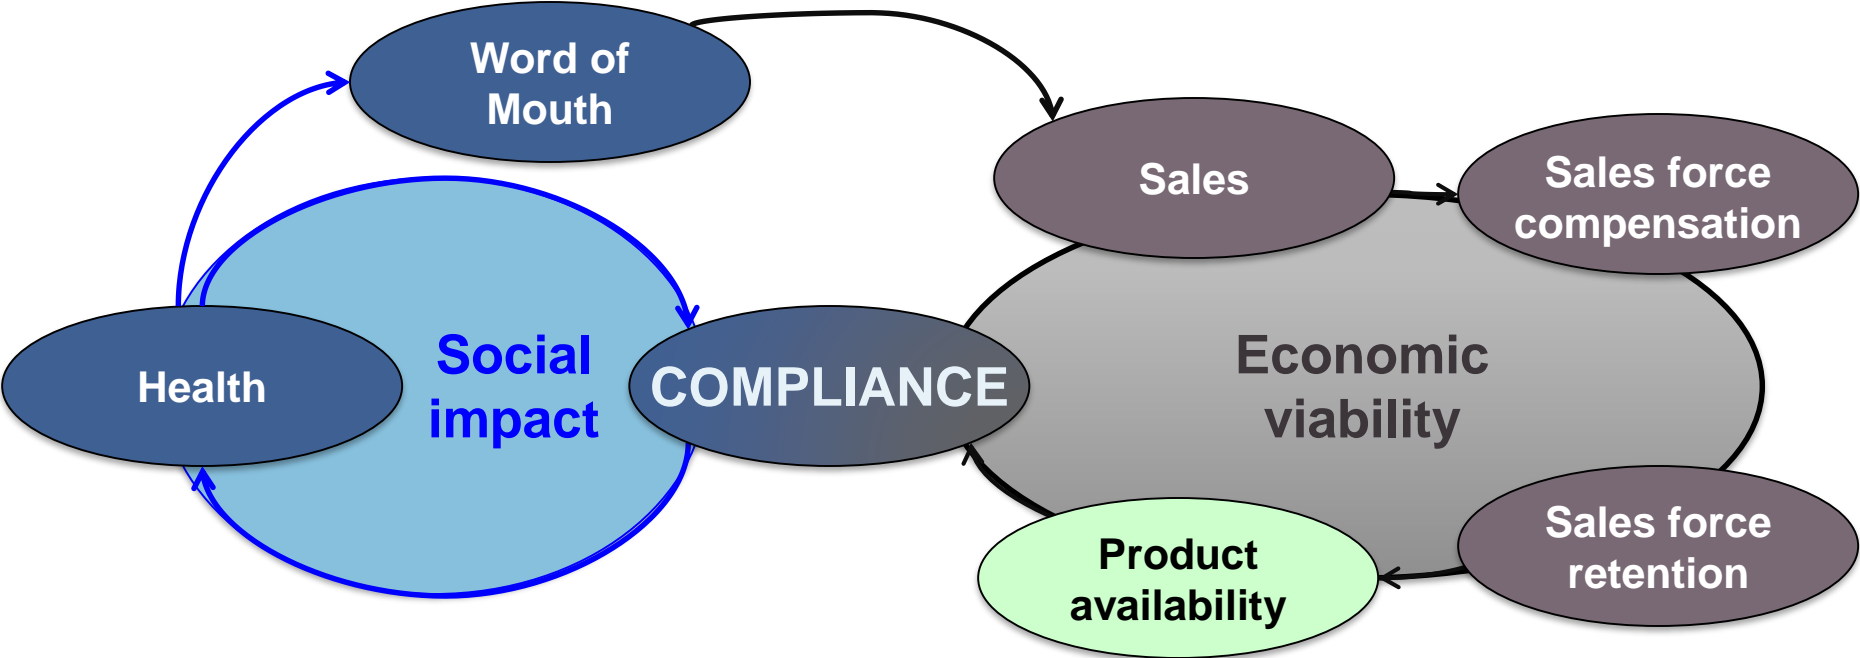 Word of
Mouth
Sales
Sales force
compensation
Health
Social
impact
COMPLIANCE
Economic
viability
Product
availability
Sales force
retention